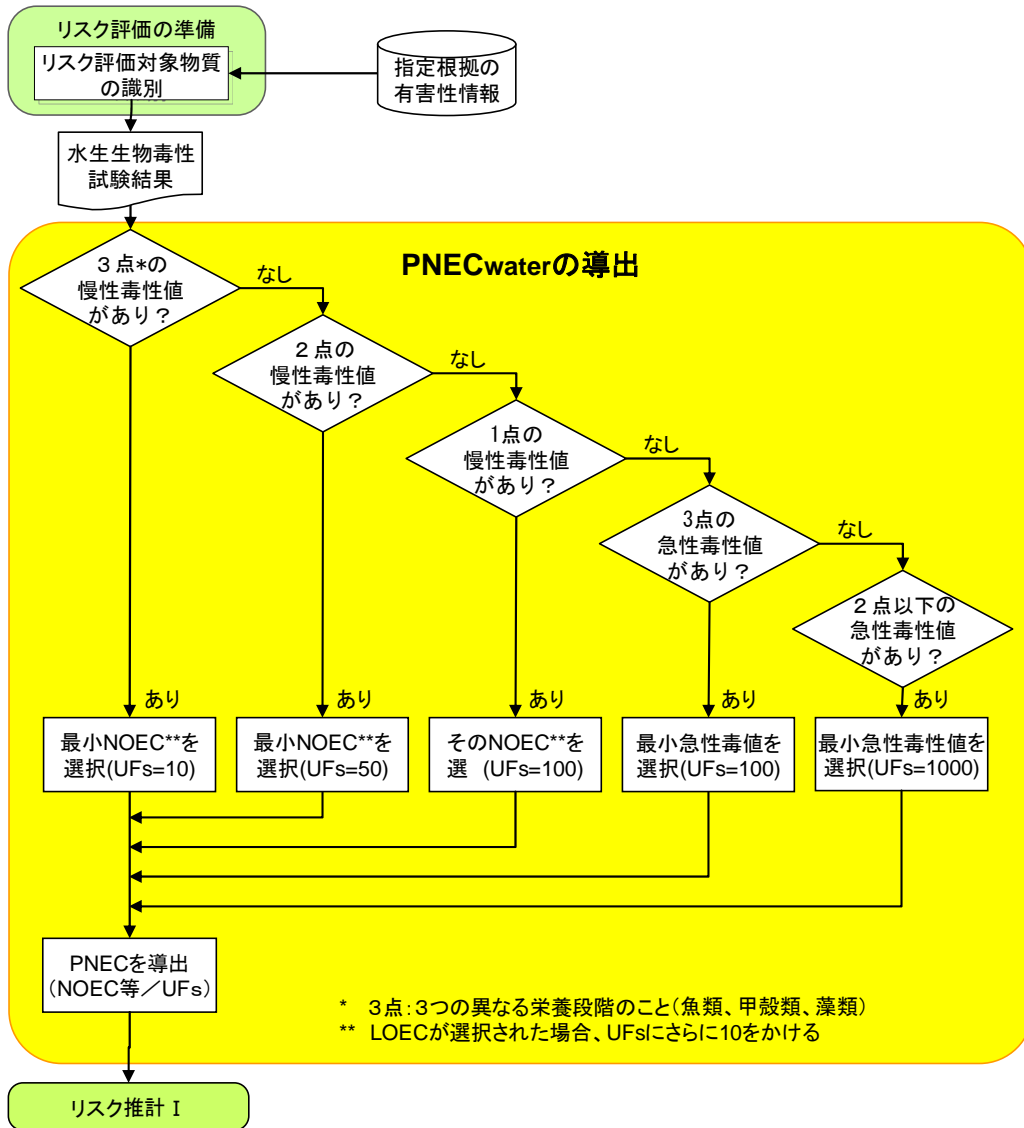 リスク評価の準備
リスク評価対象物質
の識別
指定根拠の
有害性情報
水生生物毒性
試験結果
PNECwaterの導出
３点*の
慢性毒性値
があり？
なし
２点の
慢性毒性値
があり？
なし
1点の
慢性毒性値
があり？
なし
3点の
急性毒性値
があり？
なし
２点以下の
急性毒性値
があり？
あり
あり
あり
あり
あり
最小NOEC**を
選択(UFs=10)
最小NOEC**を
選択(UFs=50)
そのNOEC**を
選 (UFs=100)
最小急性毒値を
選択(UFs=100)
最小急性毒性値を
選択(UFs=1000)
PNECを導出
（NOEC等／UFｓ）
* ３点：３つの異なる栄養段階のこと（魚類、甲殻類、藻類）
** LOECが選択された場合、UFsにさらに10をかける
リスク推計Ⅰ